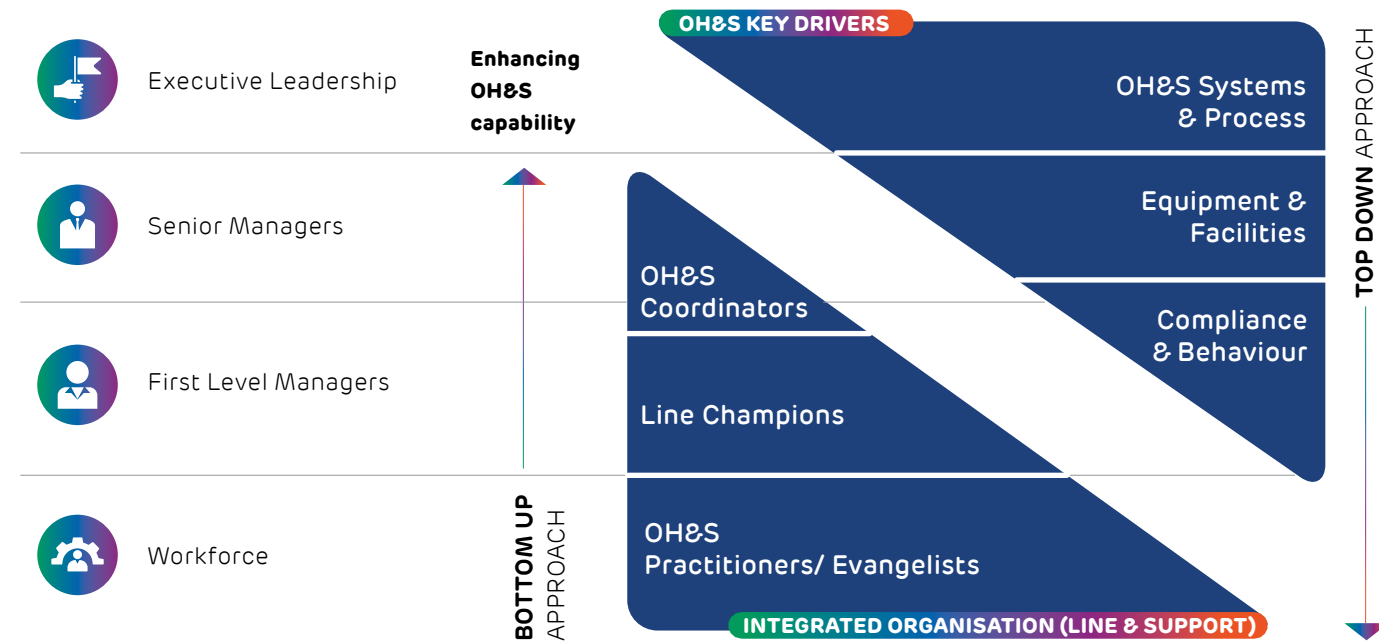 OH&S KEY DRIVERS
Executive Leadership
Enhancing
OH&S
capability
OH&S Systems
& Process
TOP DOWN APPROACH
Senior Managers
Equipment &
Facilities
OH&S
Coordinators
Compliance
& Behaviour
First Level Managers
Line Champions
BOTTOM UP
APPROACH
Workforce
OH&S
Practitioners/ Evangelists
INTEGRATED ORGANISATION (LINE & SUPPORT)